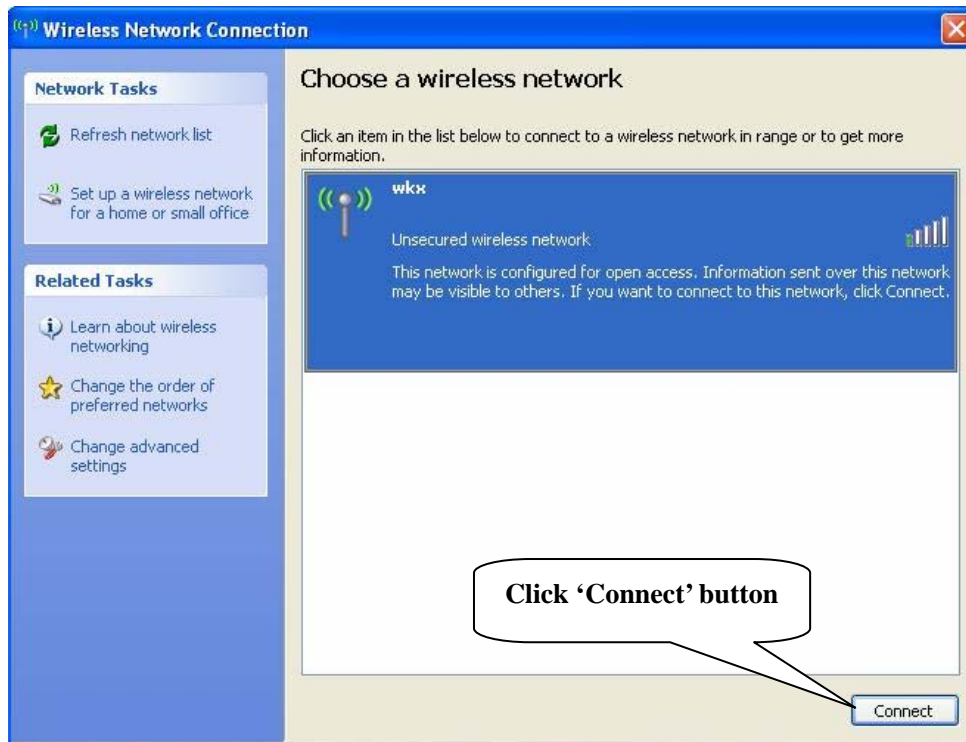 Wireless Network Connection
Network Tasks
Refresh network list
Set up a wireless network
for a home or small office
Related Tasks
Learn about wireless
networking
Change the order of
preferred networks
Change advanced
settings
Choose a wireless network
Click an item in the list below to connect to a wireless network in range or to get more
information.
wkx
Unsecured wireless network
This network is configured for open access. Information sent over this network
may be visible to others. If you want to connect to this network, click Connect.
Click ‘Connect’ button
Connect